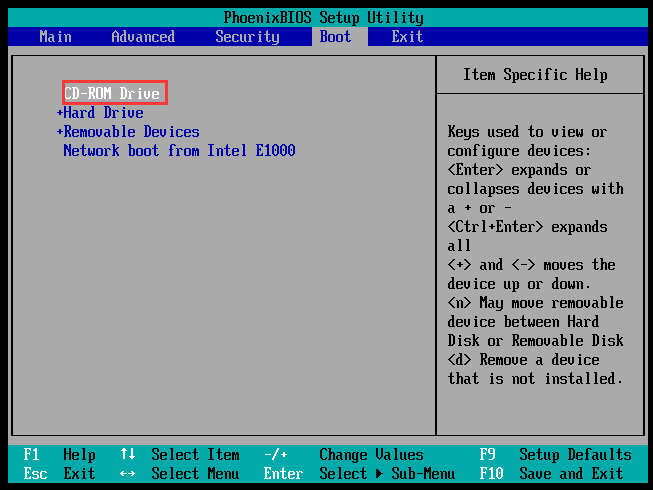 PhoenixBIOS Setup Utility
Main Advanced Security Boot Exit
Item Specific Help
CD-ROM Drive
+Hard Drive
+Removable Devices
Network boot from Intel E1000
Keys used to view or
configure devices:
<Enter> expands or
collapses devices with
a + or -
<Ctrl+Enter> expands
all
<+> and <-> moves the
device up or down.
<n> May move removable
device between Hard
Disk or Removable Disk
<d> Remove a device
that is not installed.
F1 Help ↑↓ Select Item -/+ Change Values F9 Setup Defaults
Esc Exit ↔ Select Menu Enter Select ▶ Sub-Menu F10 Save and Exit